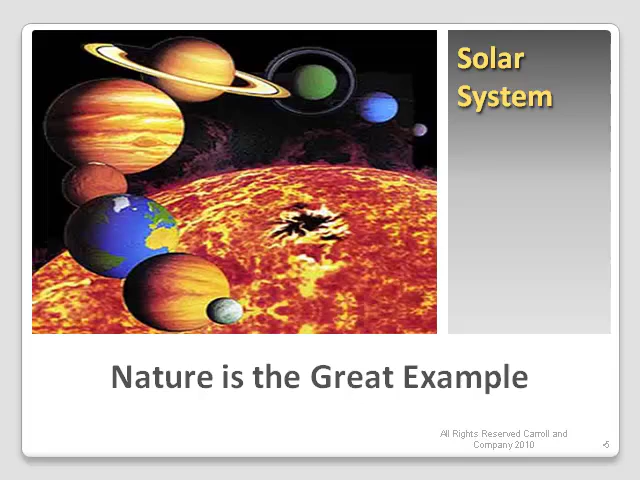 Solar
System
Nature is the Great Example
All Rights Reserved Carroll and
Company 2010
•5